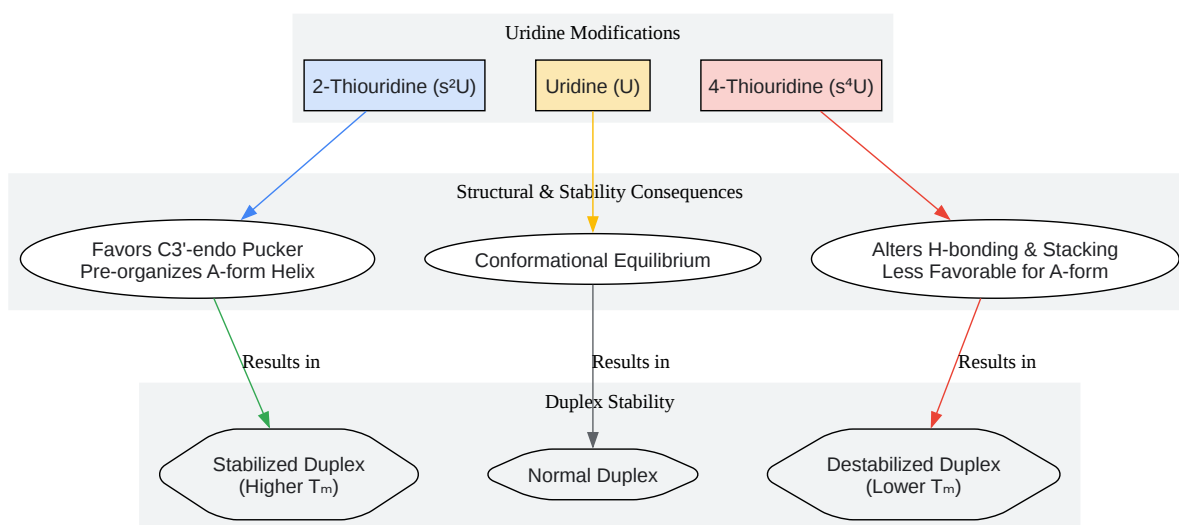 Uridine Modifications
2-Thiouridine (s²U)
Uridine (U)
4-Thiouridine (s⁴U)
Structural & Stability Consequences
Favors C3'-endo Pucker
Pre-organizes A-form Helix
Conformational Equilibrium
Alters H-bonding & Stacking
Less Favorable for A-form
Results in
Results in
Results in
Duplex Stability
Stabilized Duplex
(Higher Tₘ)
Normal Duplex
Destabilized Duplex
(Lower Tₘ)